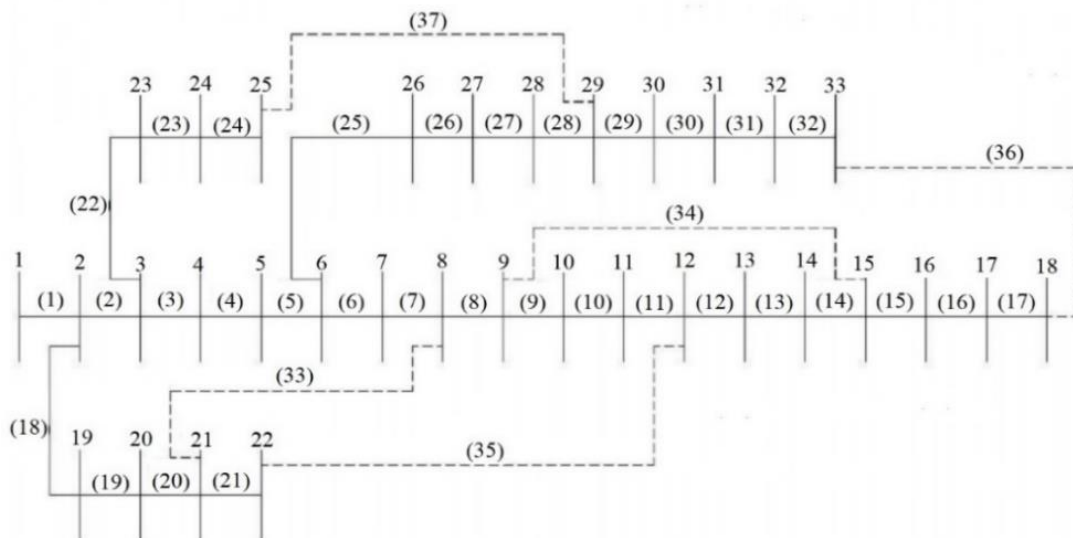 (37)
23 24 25 26 27 28 29 30 31 32 33
(23) (24) (25) (26) (27) (28) (29) (30) (31) (32)
(36)
(22) (34)
1 2 3 4 5 6 7 8 9 10 11 12 13 14 15 16 17 18
(1) (2) (3) (4) (5) (6) (7) (8) (9) (10) (11) (12) (13) (14) (15) (16) (17)
(33)
(18) 19 20 21 22
(35)
(19) (20) (21)